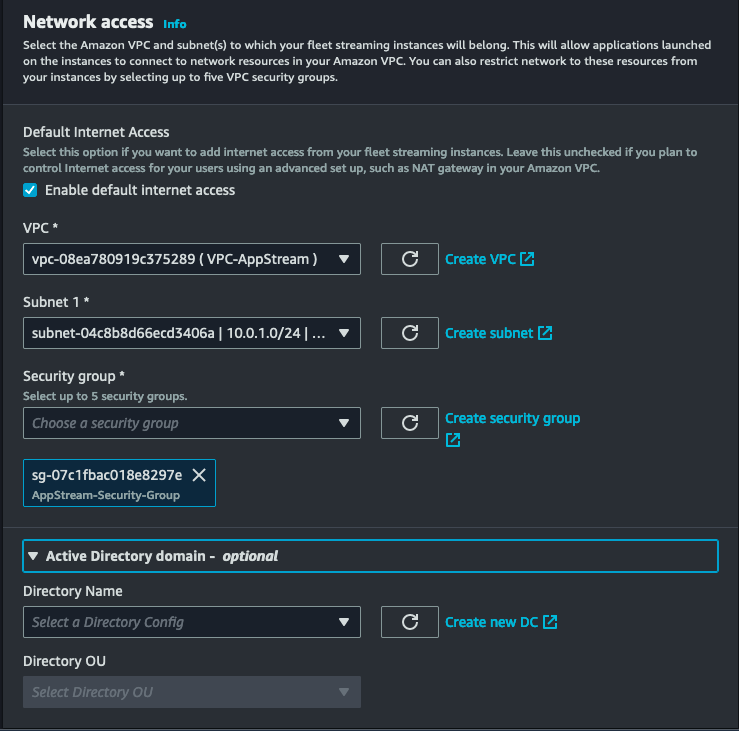 Network access Info
Select the Amazon VPC and subnet(s) to which your fleet streaming instances will belong. This will allow applications launched
on the instances to connect to network resources in your Amazon VPC. You can also restrict network to these resources from
your instances by selecting up to five VPC security groups.
Default Internet Access
Select this option if you want to add internet access from your fleet streaming instances. Leave this unchecked if you plan to
control Internet access for your users using an advanced set up, such as NAT gateway in your Amazon VPC.
Enable default internet access
VPC *
vpc-08ea780919c375289 ( VPC-AppStream )
Create VPC
Subnet 1 *
subnet-04c8b8d66ecd3406a | 10.0.1.0/24 | ...
Create subnet
Security group *
Select up to 5 security groups.
Choose a security group
Create security group
sg-07c1fbac018e8297e
AppStream-Security-Group
Active Directory domain - optional
Directory Name
Select a Directory Config
Create new DC
Directory OU
Select Directory OU